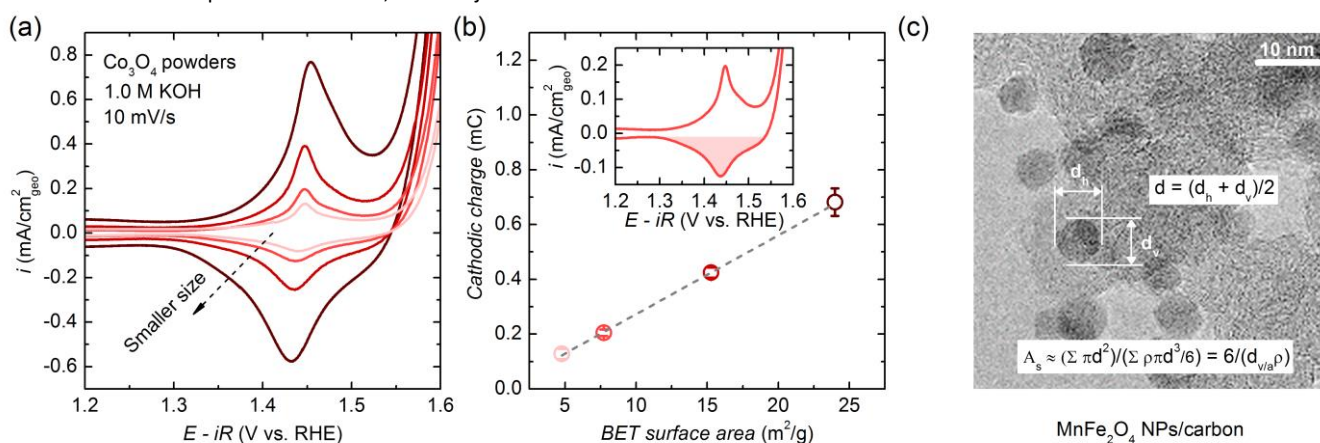 (a)
Co₃O₄ powders
1.0 M KOH
10 mV/s
Smaller size
i (mA/cm²geo)
0.8
0.6
0.4
0.2
0.0
-0.2
-0.4
-0.6
1.2 1.3 1.4 1.5 1.6
E - iR (V vs. RHE)
(b)
Cathodic charge (mC)
1.2
1.0
0.8
0.6
0.4
0.2
0.0
5 10 15 20 25
BET surface area (m²/g)
i (mA/cm²geo)
0.2
0.1
0.0
-0.1
1.2 1.3 1.4 1.5 1.6
E - iR (V vs. RHE)
(c)
10 nm
dₕ
d = (dₕ + dᵥ)/2
dᵥ
Aₛ ≈ (Σ πd²)/(Σ ρπd³/6) = 6/(d_v/aρ)
MnFe₂O₄ NPs/carbon